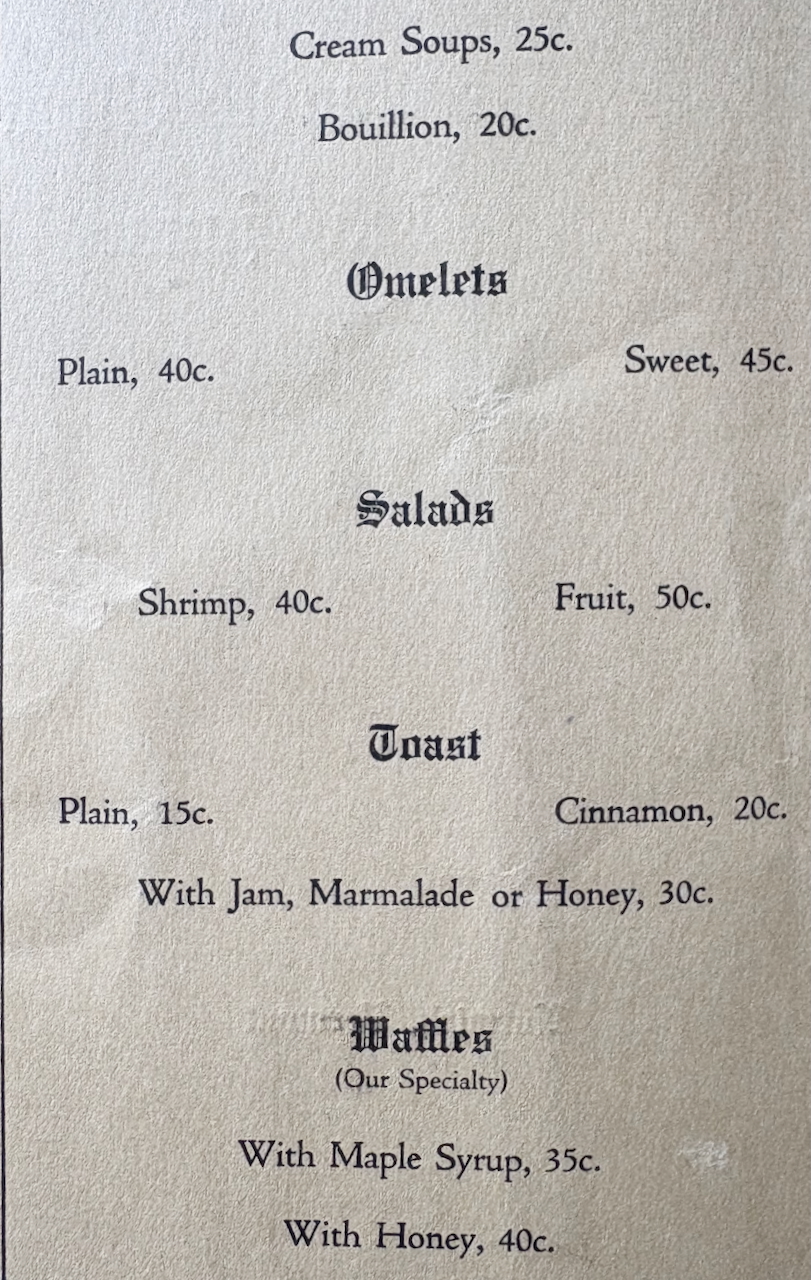 Cream Soups, 25c.
Bouillion, 20c.
Omelets
Plain, 40c. Sweet, 45c.
Salads
Shrimp, 40c. Fruit, 50c.
Toast
Plain, 15c. Cinnamon, 20c.
With Jam, Marmalade or Honey, 30c.
Waffles
(Our Specialty)
With Maple Syrup, 35c.
With Honey, 40c.